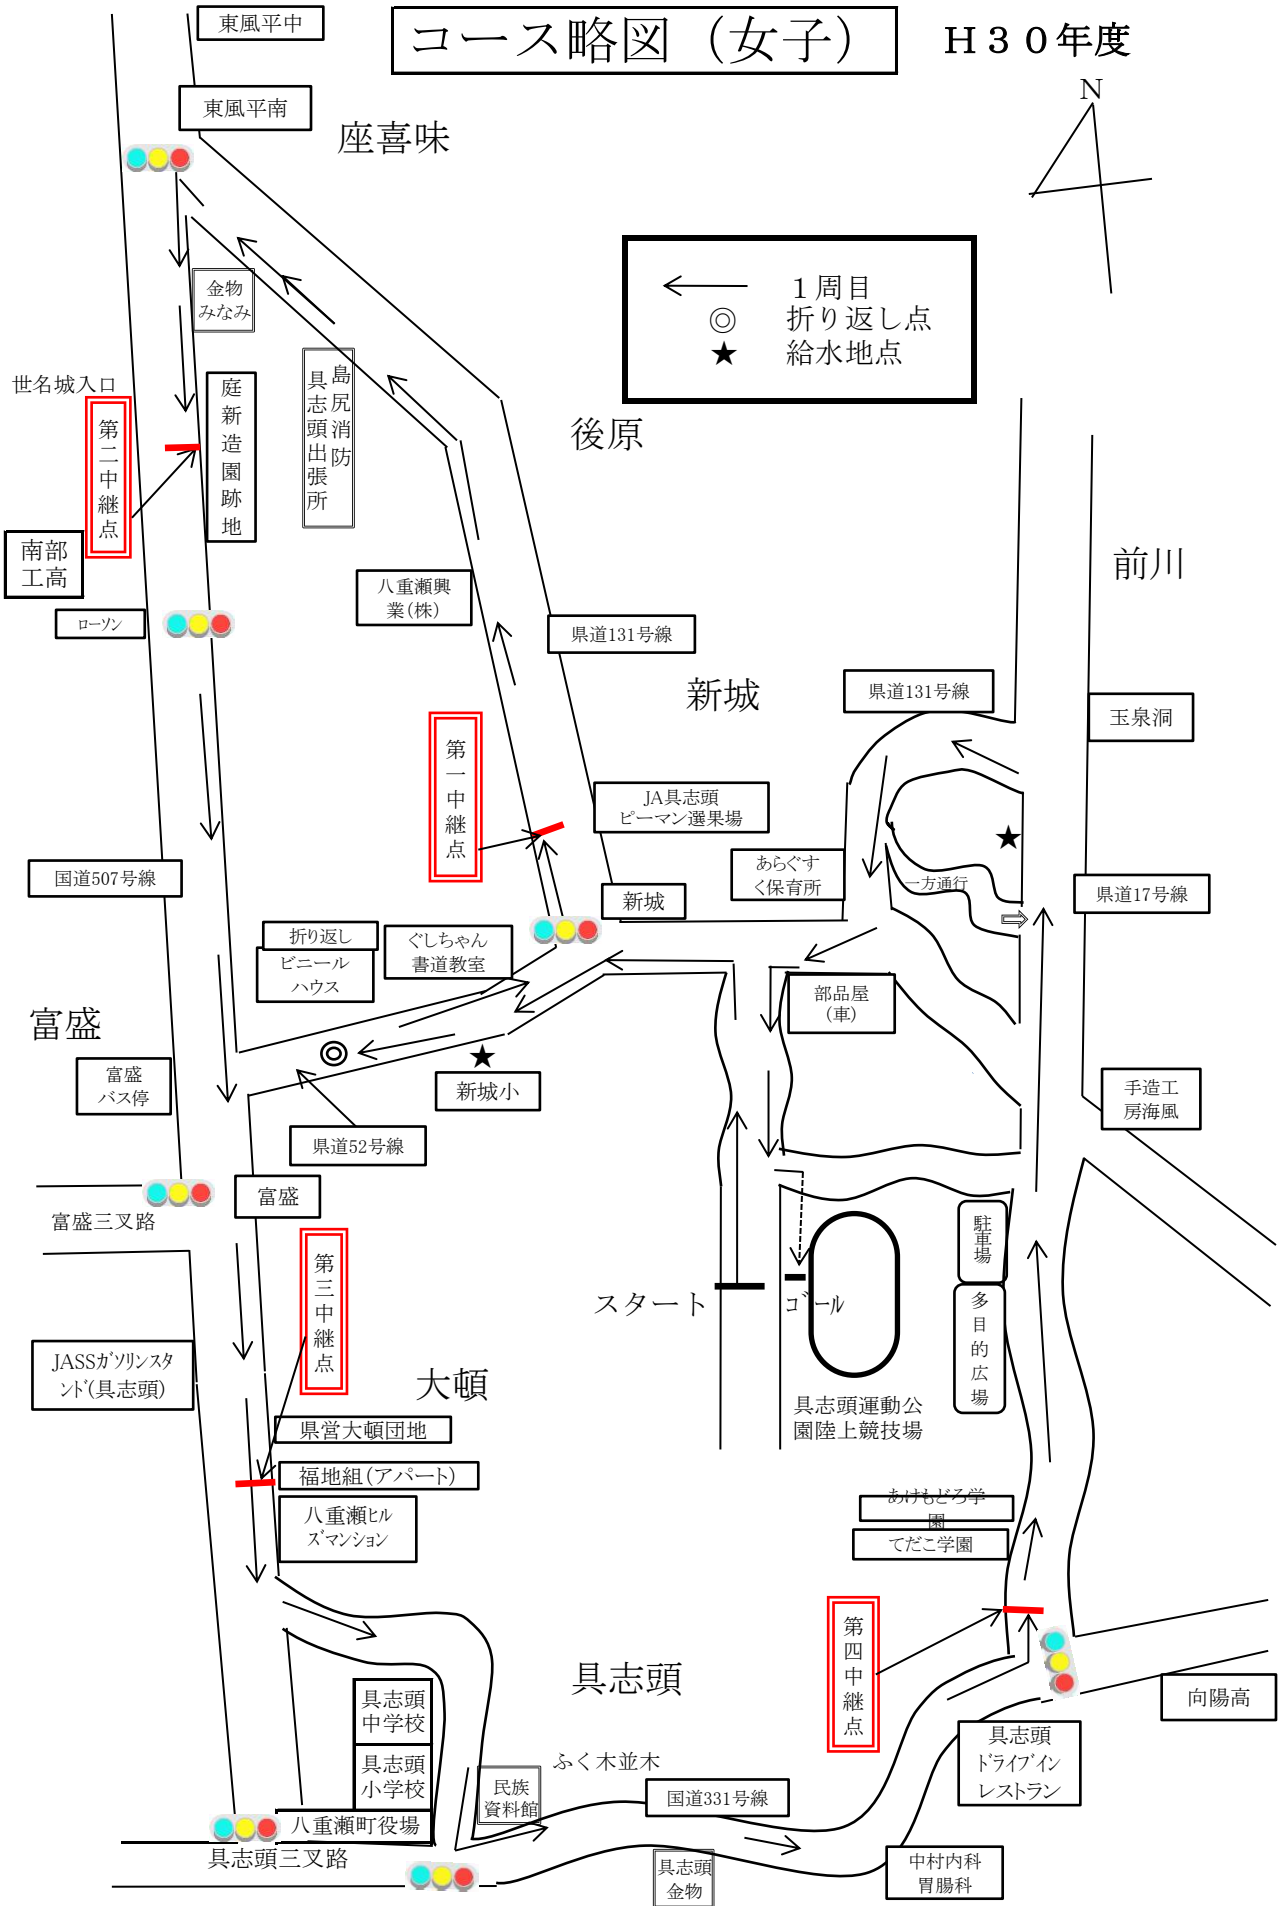 東風平中
コース略図（女子）
H３０年度
東風平南
座喜味
N
金物
みなみ
１周目
◎ 折り返し点
★ 給水地点
世名城入口
第二中継点
庭新造園跡地
島尻消防
具志頭出張所
後原
南部
工高
前川
ローソン
八重瀬興
業(株)
県道131号線
新城
県道131号線
玉泉洞
第一中継点
JA具志頭
ピーマン選果場
あらぐす
く保育所
★
一方通行
国道507号線
県道17号線
新城
折り返し
ビニール
ハウス
ぐしちゃん
書道教室
部品屋
(車)
富盛
◎
★
富盛
バス停
新城小
手造工
房海風
県道52号線
富盛
富盛三叉路
第三中継点
駐車場
スタート
ゴール
多目的広場
JASSガソリンスタ
ンド(具志頭)
大頓
具志頭運動公
園陸上競技場
県営大頓団地
福地組(アパート)
八重瀬ヒル
ズマンション
あけもどろ学
園
てだこ学園
第四中継点
具志頭
具志頭
中学校
向陽高
具志頭
小学校
具志頭
ドライブイン
レストラン
ふく木並木
民族
資料館
国道331号線
八重瀬町役場
具志頭三叉路
具志頭
金物
中村内科
胃腸科